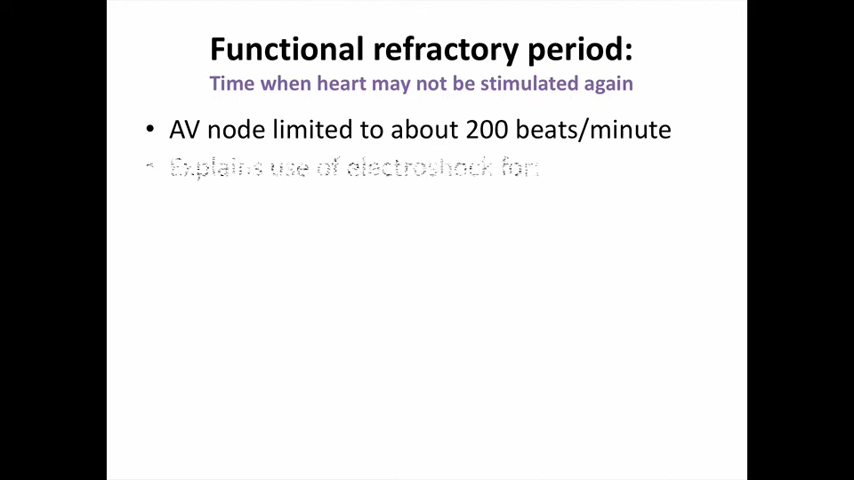 Functional refractory period:
Time when heart may not be stimulated again
• AV node limited to about 200 beats/minute
• Explains use of electroshock for: